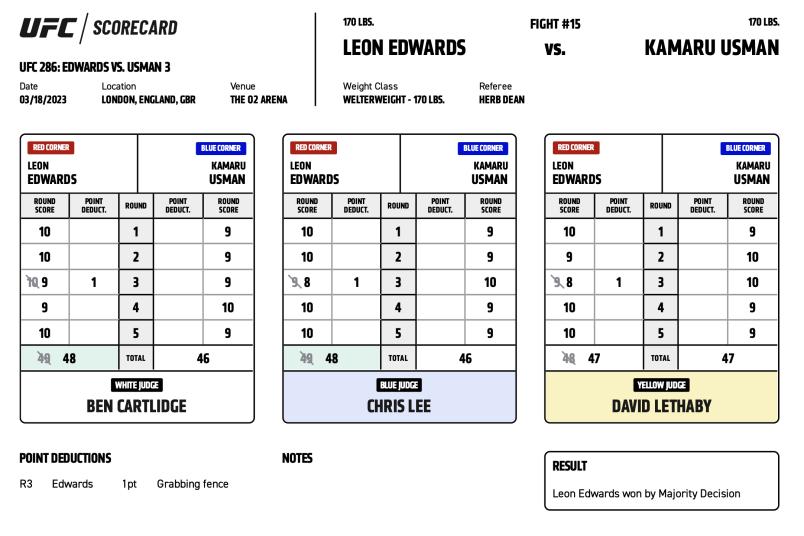 UFC / SCORECARD
UFC 286: EDWARDS VS. USMAN 3
Date Location Venue
03/18/2023 LONDON, ENGLAND, GBR THE O2 ARENA
170 LBS. FIGHT #15 170 LBS.
LEON EDWARDS VS. KAMARU USMAN
Weight Class Referee
WELTERWEIGHT - 170 LBS. HERB DEAN
RED CORNER BLUE CORNER
LEON KAMARU
EDWARDS USMAN
ROUND SCORE POINT DEDUCT. ROUND POINT DEDUCT. ROUND SCORE
10 1 9
10 2 9
10 9 1 3 9
9 4 10
10 5 9
49 48 TOTAL 46
WHITE JUDGE
BEN CARTLIDGE
RED CORNER BLUE CORNER
LEON KAMARU
EDWARDS USMAN
ROUND SCORE POINT DEDUCT. ROUND POINT DEDUCT. ROUND SCORE
10 1 9
10 2 9
9 8 1 3 10
10 4 9
10 5 9
49 48 TOTAL 46
BLUE JUDGE
CHRIS LEE
RED CORNER BLUE CORNER
LEON KAMARU
EDWARDS USMAN
ROUND SCORE POINT DEDUCT. ROUND POINT DEDUCT. ROUND SCORE
10 1 9
9 2 10
9 8 1 3 10
10 4 9
10 5 9
48 47 TOTAL 47
YELLOW JUDGE
DAVID LETHABY
POINT DEDUCTIONS
R3 Edwards 1pt Grabbing fence
NOTES
RESULT
Leon Edwards won by Majority Decision